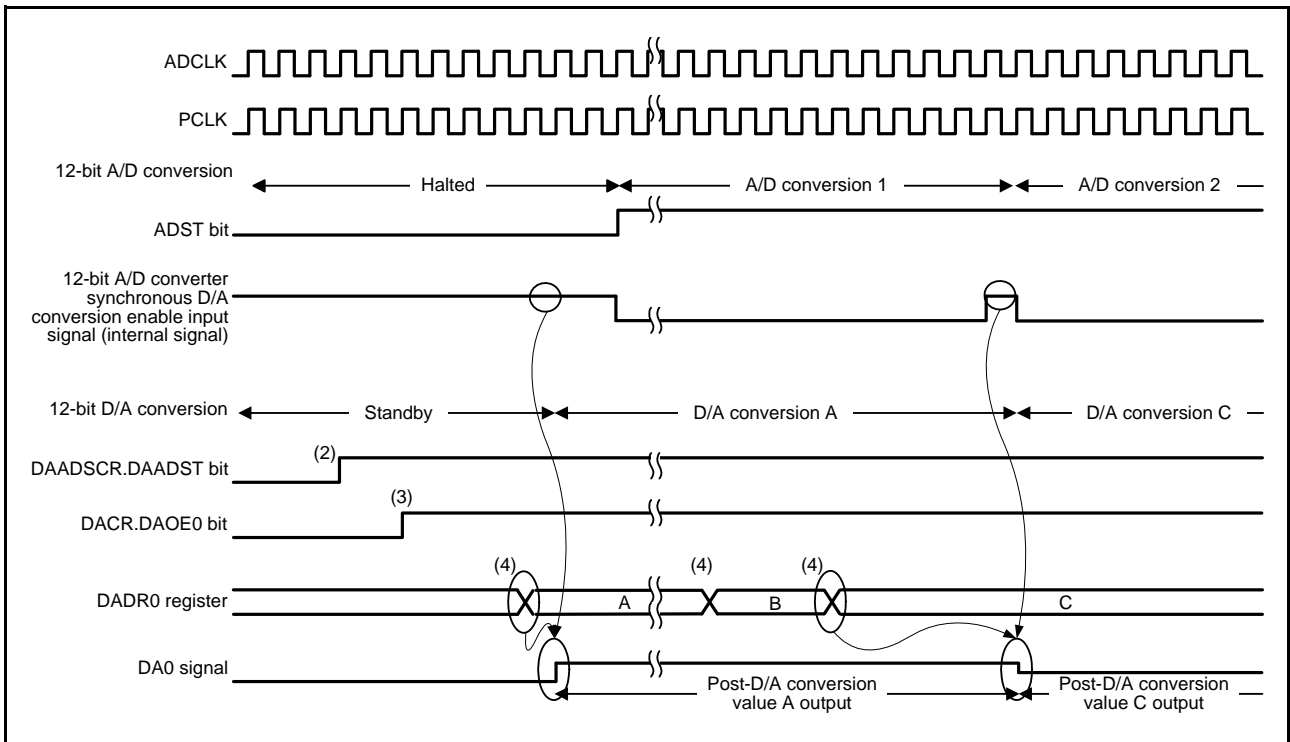 ADCLK
PCLK
12-bit A/D conversion
Halted
A/D conversion 1
A/D conversion 2
ADST bit
12-bit A/D converter
synchronous D/A
conversion enable input
signal (internal signal)
12-bit D/A conversion
Standby
D/A conversion A
D/A conversion C
DAADSCR.DAADST bit
(2)
DACR.DAOE0 bit
(3)
(4)
(4)
(4)
DADR0 register
A
B
C
DA0 signal
Post-D/A conversion
value A output
Post-D/A conversion
value C output